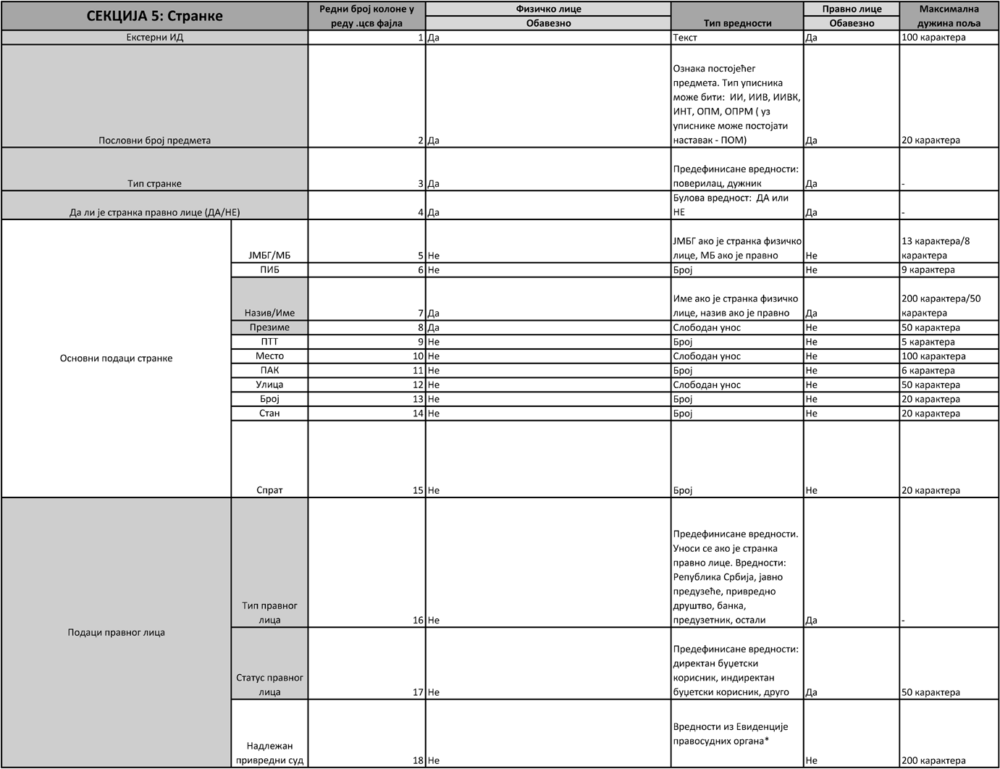 СЕКЦИЈА 5: Странке
Редни број колоне у
реду .цсв фајла
Физичко лице
Обавезно
Тип вредности
Правно лице
Обавезно
Максимална
дужина поља
Екстерни ИД
1
Да
Текст
Да
100 карактера
Пословни број предмета
2
Да
Ознака постојећег
предмета. Тип уписника
може бити:  ИИ, ИИВ, ИИВК,
ИНТ, ОПМ, ОПРМ ( уз
уписнике може постојати
наставак - ПОМ)
Да
20 карактера
Тип странке
3
Да
Предефинисане вредности:
поверилац, дужник
Да
-
Да ли је странка правно лице (ДА/НЕ)
4
Да
Булова вредност:  ДА или
НЕ
Да
-
Основни подаци странке
ЈМБГ/МБ
5
Не
ЈМБГ ако је странка физичко
лице, МБ ако је правно
Не
13 карактера/8
карактера
ПИБ
6
Не
Број
Не
9 карактера
Назив/Име
7
Да
Име ако је странка физичко
лице, назив ако је правно
Да
200 карактера/50
карактера
Презиме
8
Да
Слободан унос
Не
50 карактера
ПТТ
9
Не
Број
Не
5 карактера
Место
10
Не
Слободан унос
Не
100 карактера
ПАК
11
Не
Број
Не
6 карактера
Улица
12
Не
Слободан унос
Не
50 карактера
Број
13
Не
Број
Не
20 карактера
Стан
14
Не
Број
Не
20 карактера
Спрат
15
Не
Број
Не
20 карактера
Подаци правног лица
Тип правног
лица
16
Не
Предефинисане вредности.
Уноси се ако је странка
правно лице. Вредности:
Република Србија, јавно
предузеће, привредно
друштво, банка,
предузетник, остали
Да
-
Статус правног
лица
17
Не
Предефинисане вредности:
директан буџетски
корисник, индиректан
буџетски корисник, друго
Да
50 карактера
Надлежан
привредни суд
18
Не
Вредности из Евиденције
правосудних органа*
Не
200 карактера